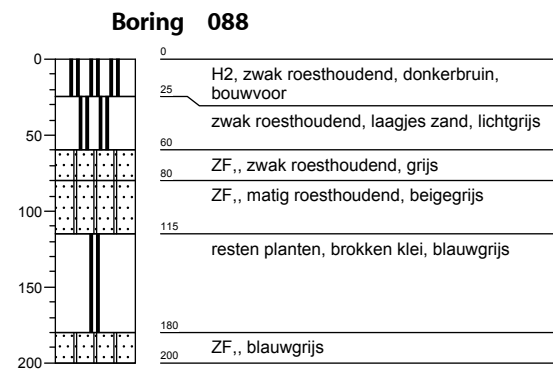 Boring 088
0
0
H2, zwak roesthoudend, donkerbruin,
bouwvoor
25
zwak roesthoudend, laagjes zand, lichtgrijs
50
60
ZF,, zwak roesthoudend, grijs
80
ZF,, matig roesthoudend, beigegrijs
100
115
resten planten, brokken klei, blauwgrijs
150
180
ZF,, blauwgrijs
200
200